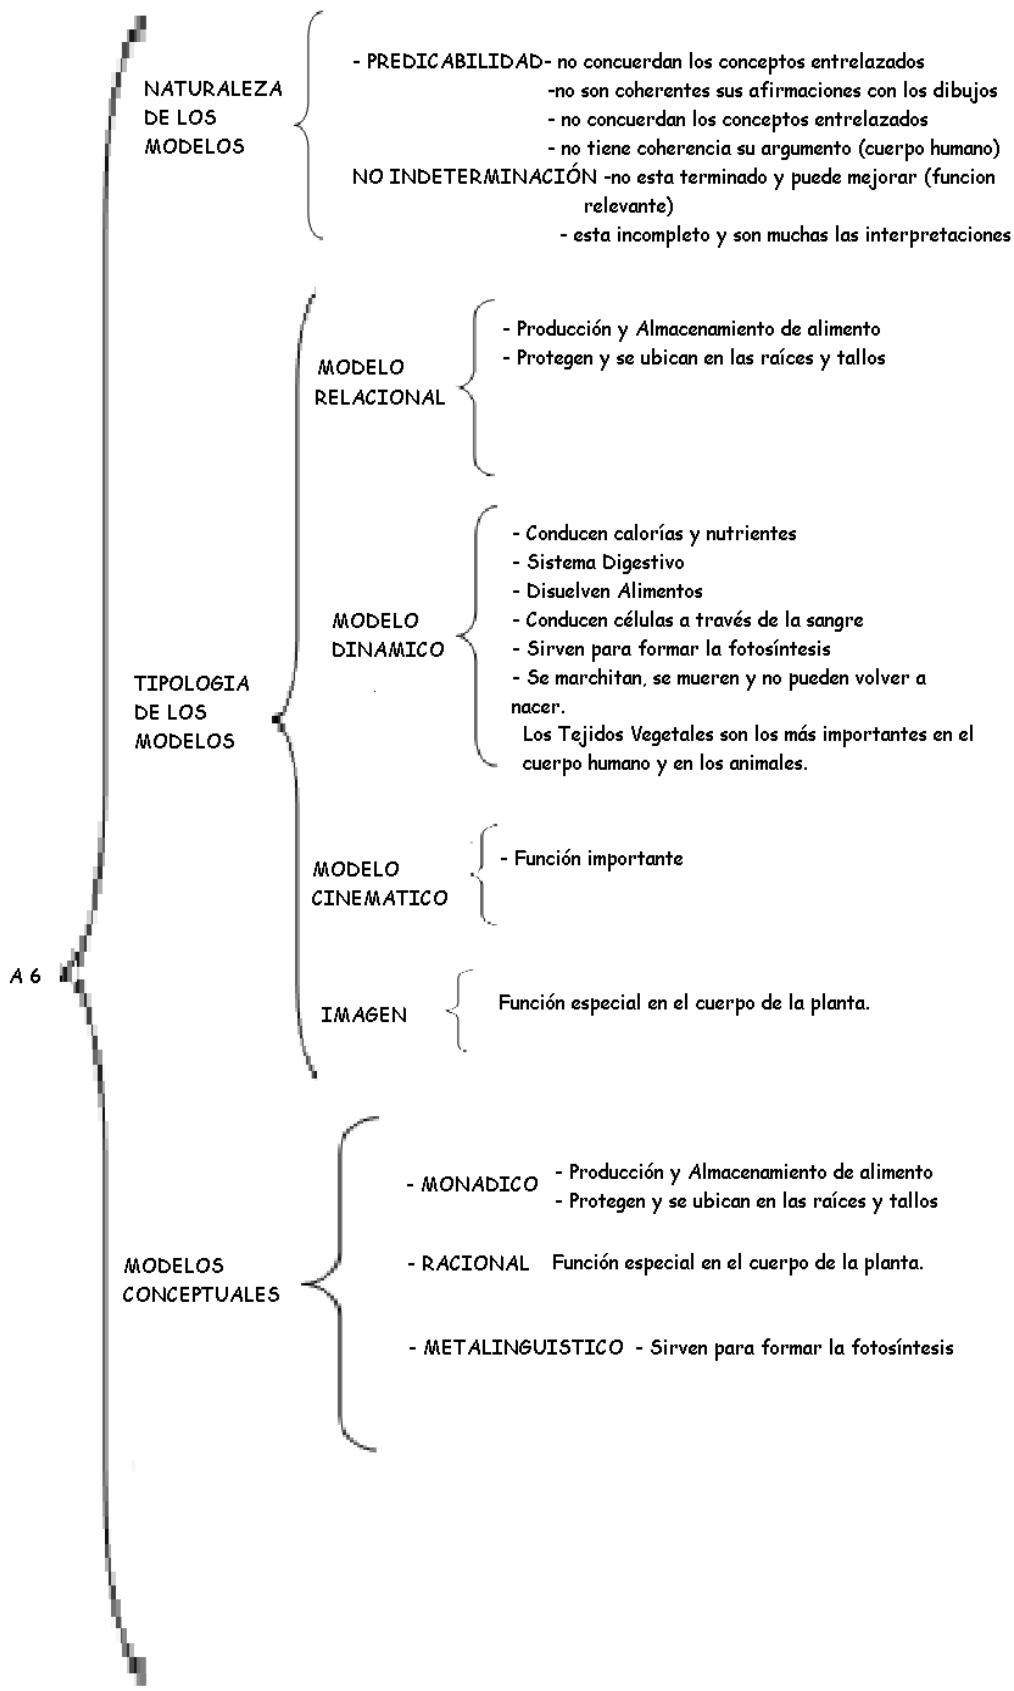 NATURALEZA
DE LOS
MODELOS
- PREDICABILIDAD- no concuerdan los conceptos entrelazados
-no son coherentes sus afirmaciones con los dibujos
- no concuerdan los conceptos entrelazados
- no tiene coherencia su argumento (cuerpo humano)
NO INDETERMINACIÓN -no esta terminado y puede mejorar (funcion
relevante)
- esta incompleto y son muchas las interpretaciones
TIPOLOGIA
DE LOS
MODELOS
MODELO
RELACIONAL
- Producción y Almacenamiento de alimento
- Protegen y se ubican en las raíces y tallos
MODELO
DINAMICO
- Conducen calorías y nutrientes
- Sistema Digestivo
- Disuelven Alimentos
- Conducen células a través de la sangre
- Sirven para formar la fotosíntesis
- Se marchitan, se mueren y no pueden volver a
nacer.
Los Tejidos Vegetales son los más importantes en el
cuerpo humano y en los animales.
MODELO
CINEMATICO
- Función importante
A 6
IMAGEN
Función especial en el cuerpo de la planta.
MODELOS
CONCEPTUALES
- MONADICO
- Producción y Almacenamiento de alimento
- Protegen y se ubican en las raíces y tallos
- RACIONAL Función especial en el cuerpo de la planta.
- METALINGUISTICO - Sirven para formar la fotosíntesis